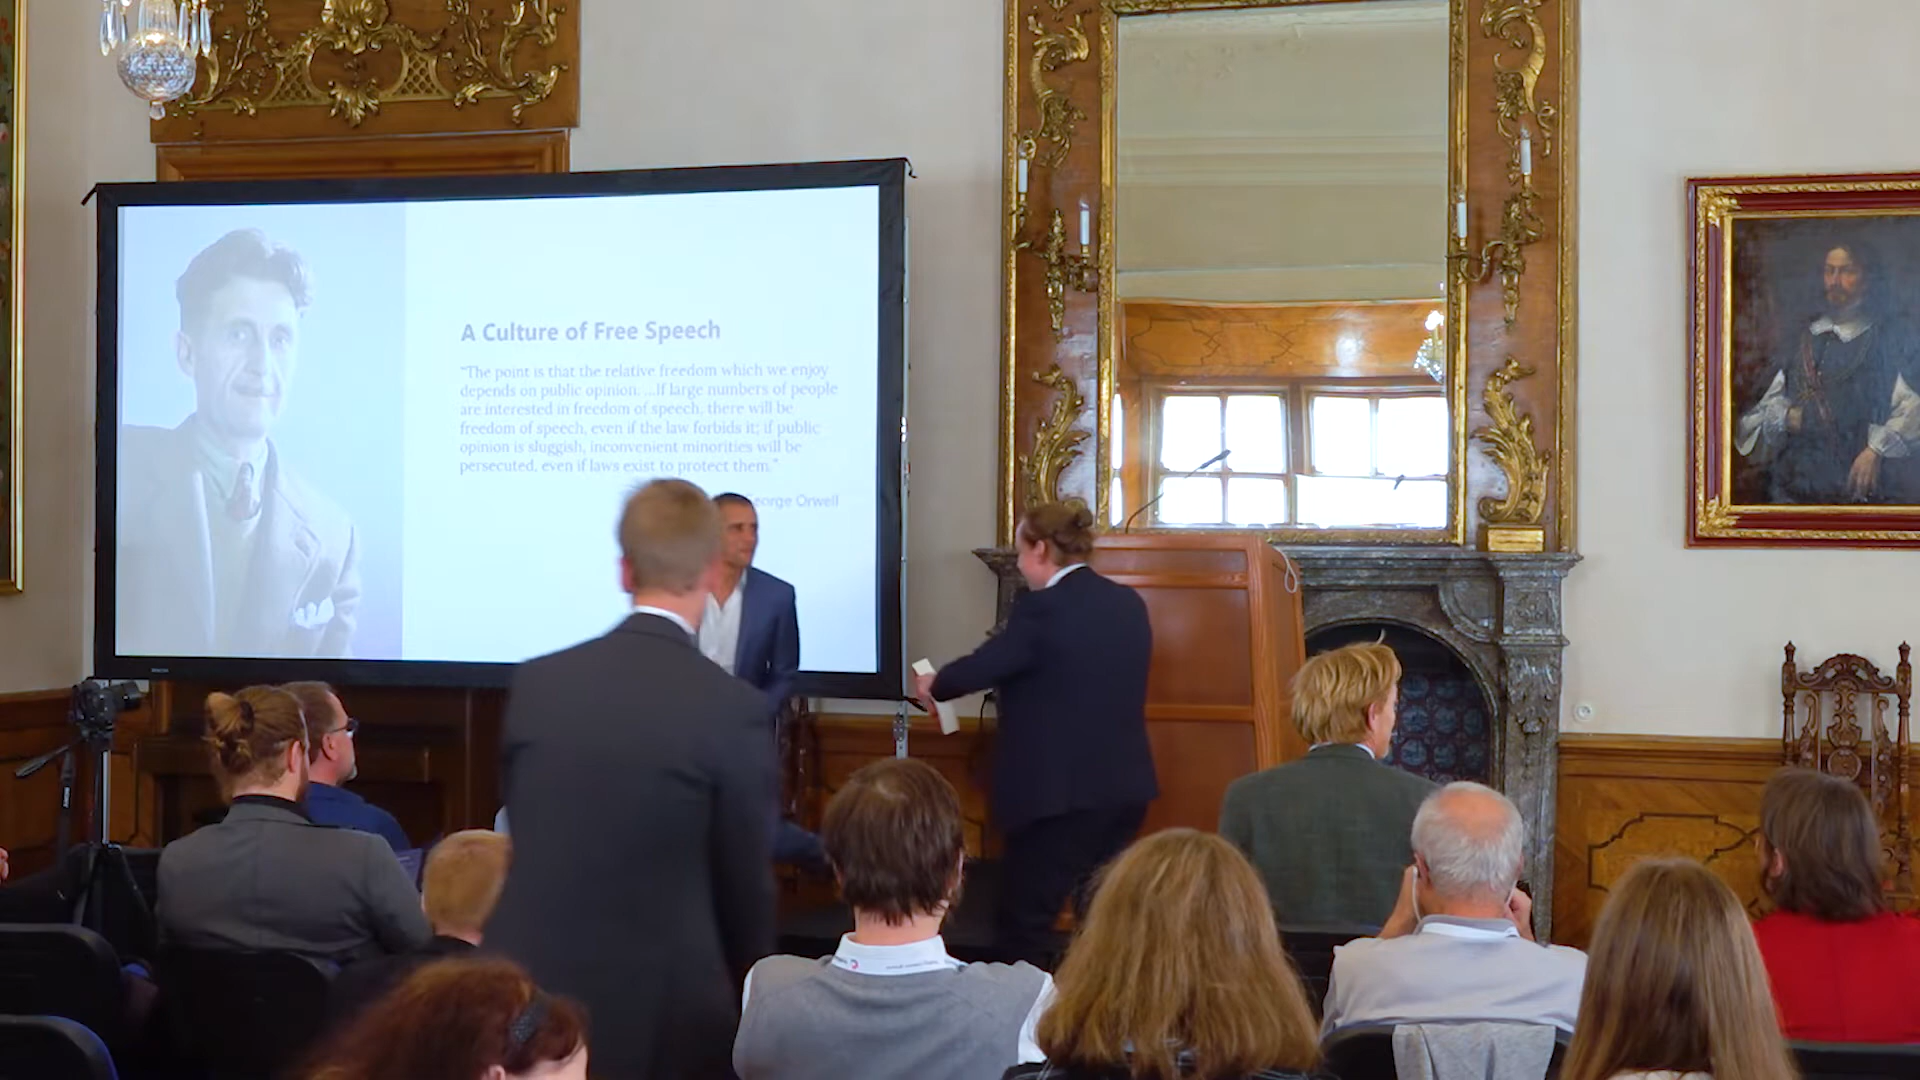 A Culture of Free Speech
“The point is that the relative freedom which we enjoy
depends on public opinion. ...If large numbers of people
are interested in freedom of speech, there will be
freedom of speech, even if the law forbids it; if public
opinion is sluggish, inconvenient minorities will be
persecuted, even if laws exist to protect them.”
George Orwell